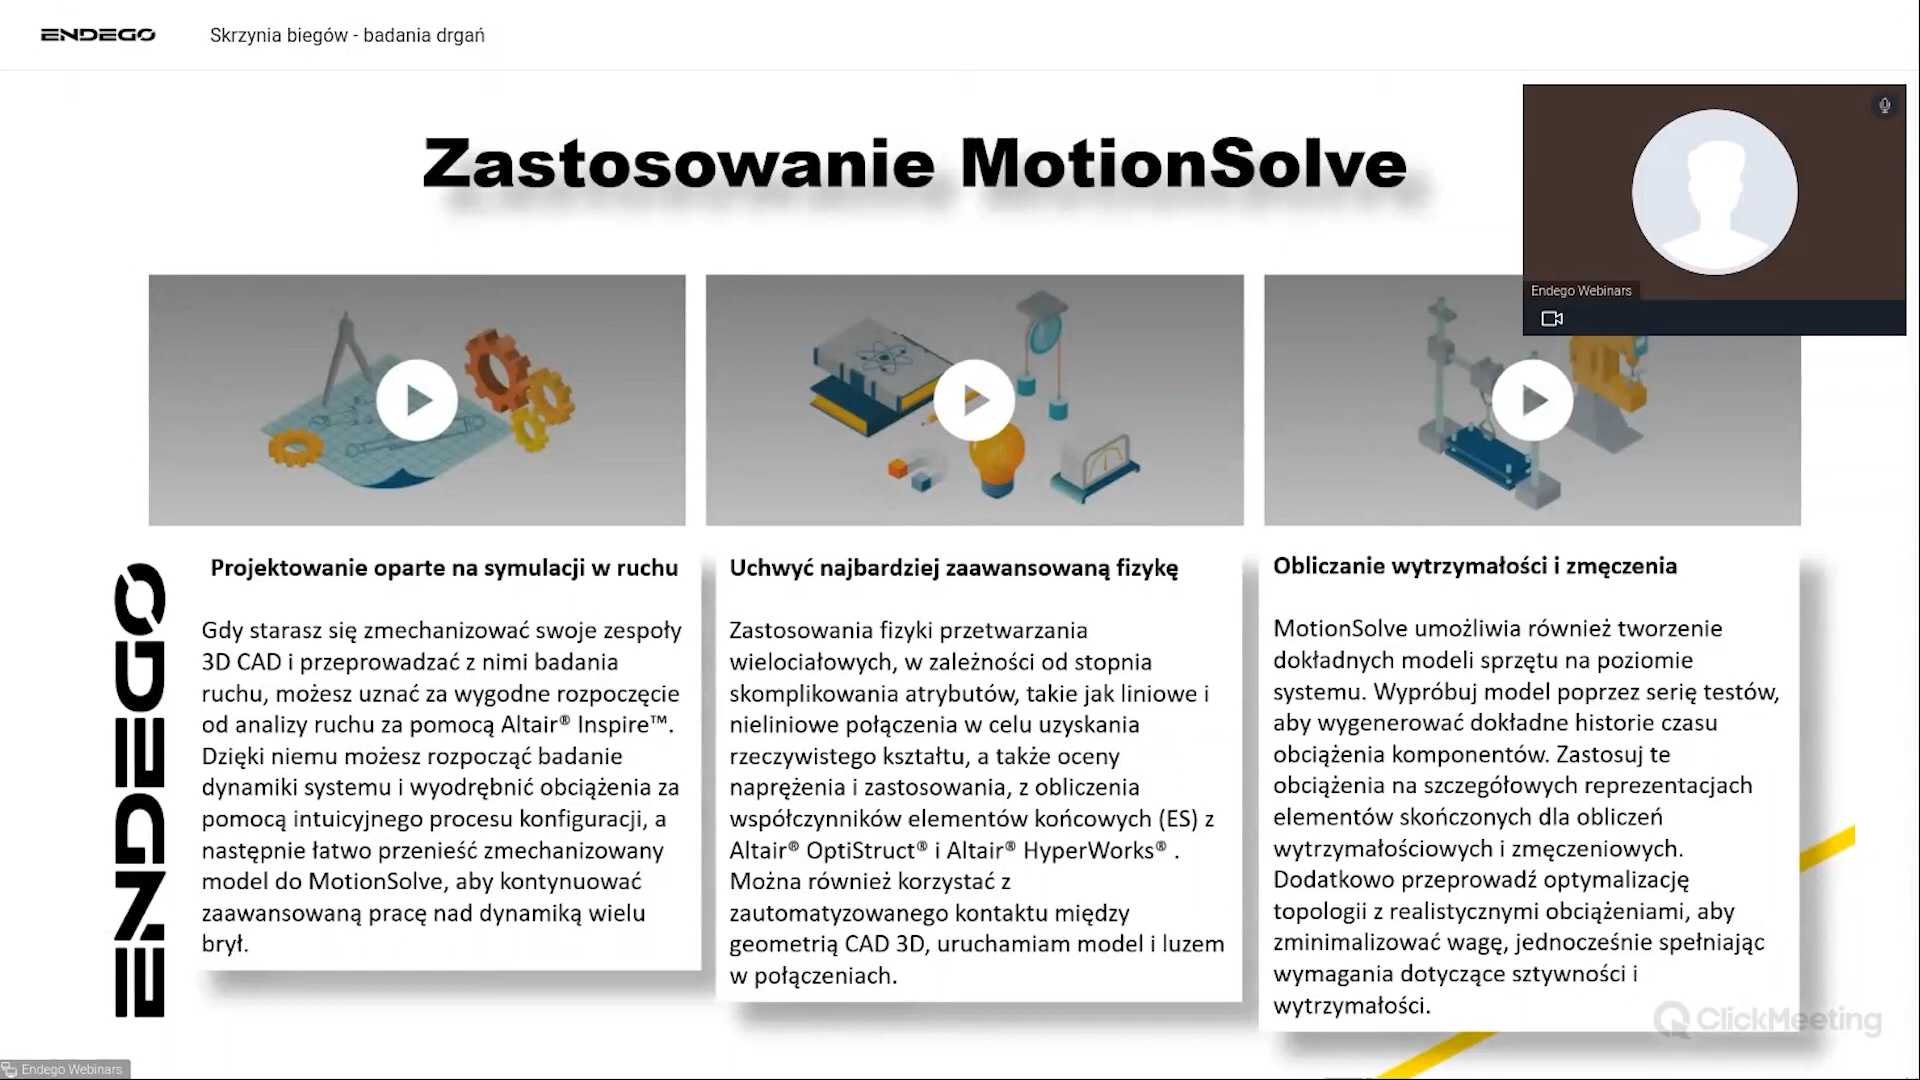 ENDEGO
Skrzynia biegów - badania drgań
Zastosowanie MotionSolve
Endego Webinars
Projektowanie oparte na symulacji w ruchu
Gdy starasz się zmechanizować swoje zespoły
3D CAD i przeprowadzać z nimi badania
ruchu, możesz uznać za wygodne rozpoczęcie
od analizy ruchu za pomocą Altair® Inspire™.
Dzięki niemu możesz rozpocząć badanie
dynamiki systemu i wyodrębnić obciążenia za
pomocą intuicyjnego procesu konfiguracji, a
następnie łatwo przenieść zmechanizowany
model do MotionSolve, aby kontynuować
zaawansowaną pracę nad dynamiką wielu
brył.
Uchwyć najbardziej zaawansowaną fizykę
Zastosowania fizyki przetwarzania
wielociałowych, w zależności od stopnia
skomplikowania atrybutów, takie jak liniowe i
nieliniowe połączenia w celu uzyskania
rzeczywistego kształtu, a także oceny
naprężenia i zastosowania, z obliczenia
współczynników elementów końcowych (ES) z
Altair® OptiStruct® i Altair® HyperWorks® .
Można również korzystać z
zautomatyzowanego kontaktu między
geometrią CAD 3D, uruchamiam model i luzem
w połączeniach.
Obliczanie wytrzymałości i zmęczenia
MotionSolve umożliwia również tworzenie
dokładnych modeli sprzętu na poziomie
systemu. Wypróbuj model poprzez serię testów,
aby wygenerować dokładne historie czasu
obciążenia komponentów. Zastosuj te
obciążenia na szczegółowych reprezentacjach
elementów skończonych dla obliczeń
wytrzymałościowych i zmęczeniowych.
Dodatkowo przeprowadź optymalizację
topologii z realistycznymi obciążeniami, aby
zminimalizować wagę, jednocześnie spełniając
wymagania dotyczące sztywności i
wytrzymałości.
ENDEGO
ClickMeeting
Endego Webinars